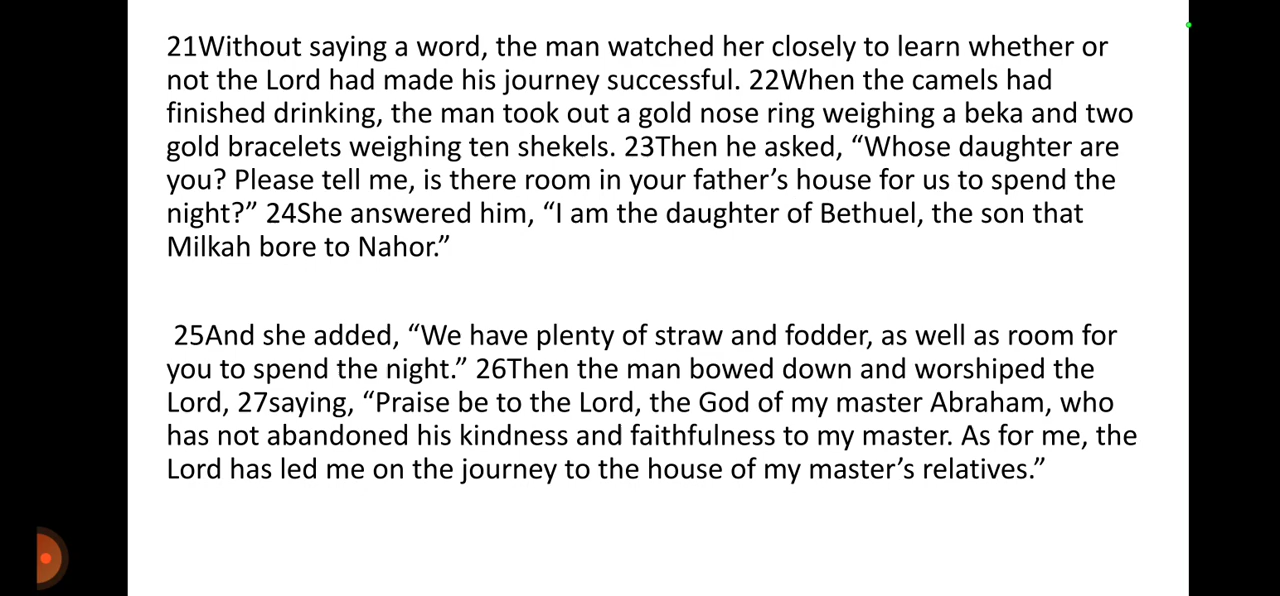 21Without saying a word, the man watched her closely to learn whether or
not the Lord had made his journey successful. 22When the camels had
finished drinking, the man took out a gold nose ring weighing a beka and two
gold bracelets weighing ten shekels. 23Then he asked, “Whose daughter are
you? Please tell me, is there room in your father’s house for us to spend the
night?” 24She answered him, “I am the daughter of Bethuel, the son that
Milkah bore to Nahor.”
25And she added, “We have plenty of straw and fodder, as well as room for
you to spend the night.” 26Then the man bowed down and worshiped the
Lord, 27saying, “Praise be to the Lord, the God of my master Abraham, who
has not abandoned his kindness and faithfulness to my master. As for me, the
Lord has led me on the journey to the house of my master’s relatives.”